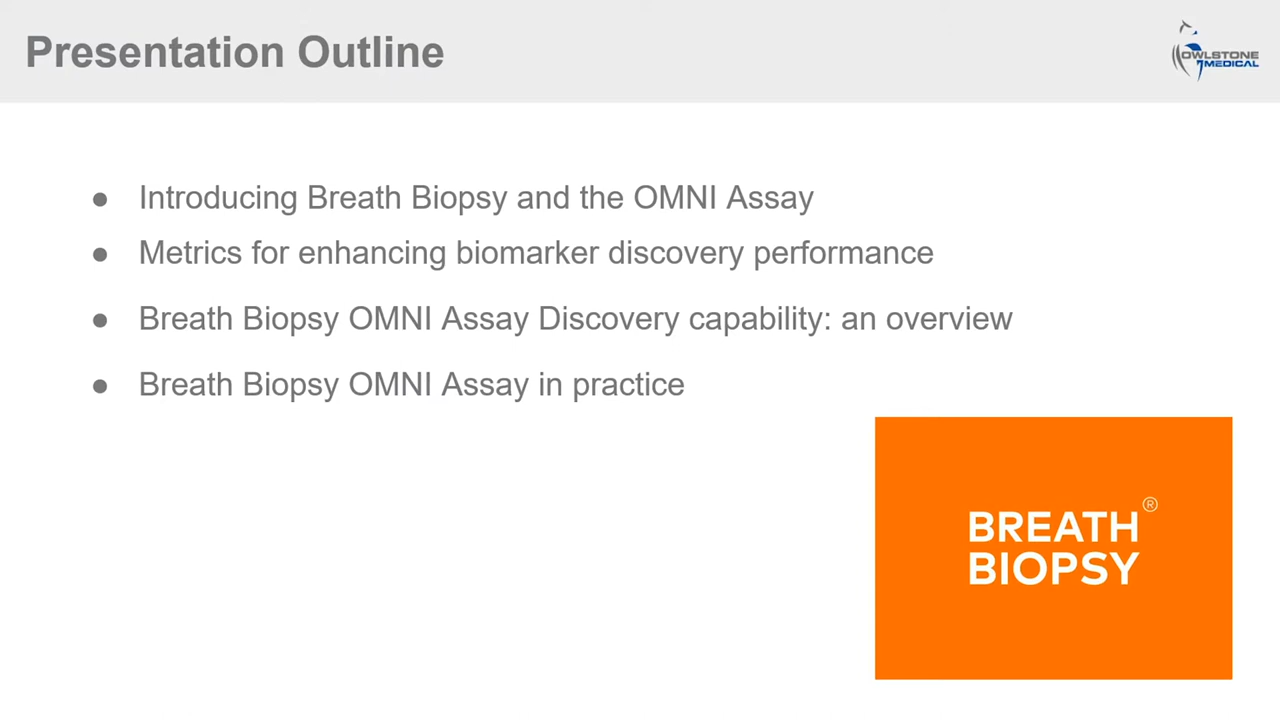 Presentation Outline
OWLSTONE
MEDICAL
● Introducing Breath Biopsy and the OMNI Assay
● Metrics for enhancing biomarker discovery performance
● Breath Biopsy OMNI Assay Discovery capability: an overview
● Breath Biopsy OMNI Assay in practice
BREATH®
BIOPSY